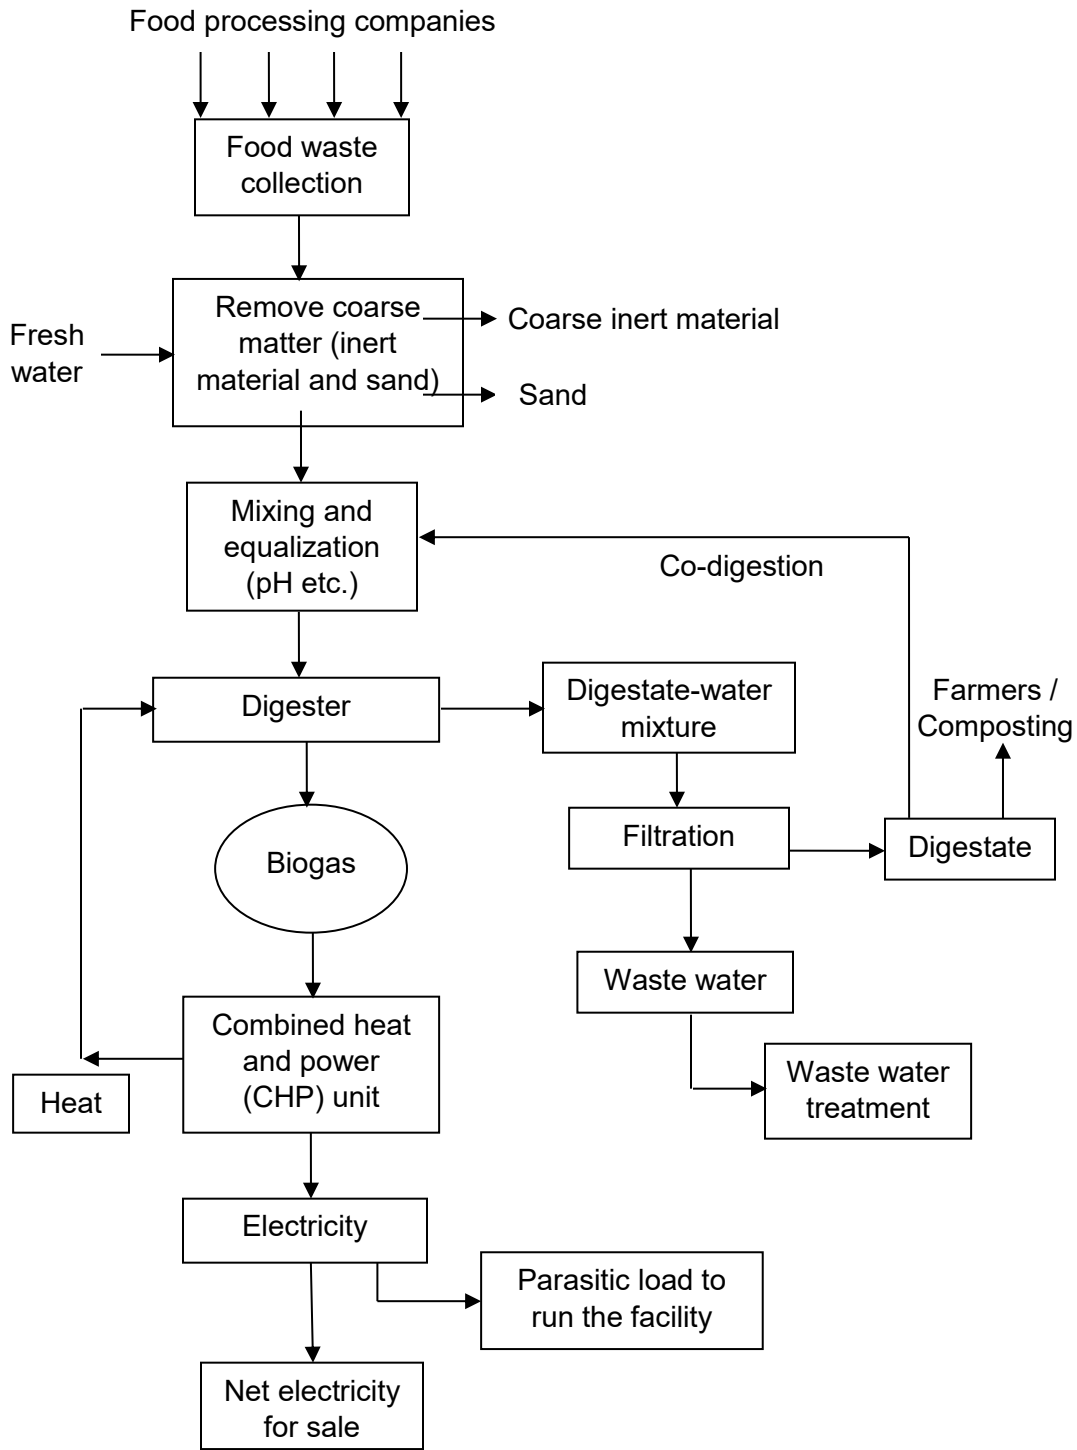 Food processing companies
Food waste
collection
Remove coarse
matter (inert
material and sand)
Coarse inert material
Fresh
water
Sand
Mixing and
equalization
(pH etc.)
Co-digestion
Digester
Digestate-water
mixture
Farmers /
Composting
Filtration
Digestate
Biogas
Waste water
Combined heat
and power
(CHP) unit
Heat
Waste water
treatment
Electricity
Parasitic load to
run the facility
Net electricity
for sale